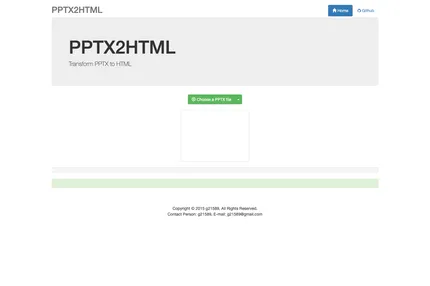 PPTX2HTML
Home
Github
PPTX2HTML
Transform PPTX to HTML
Choose a PPTX file
Copyright © 2015 g21589, All Rights Reserved.
Contact Person: g21589, E-mail: g21589@gmail.com